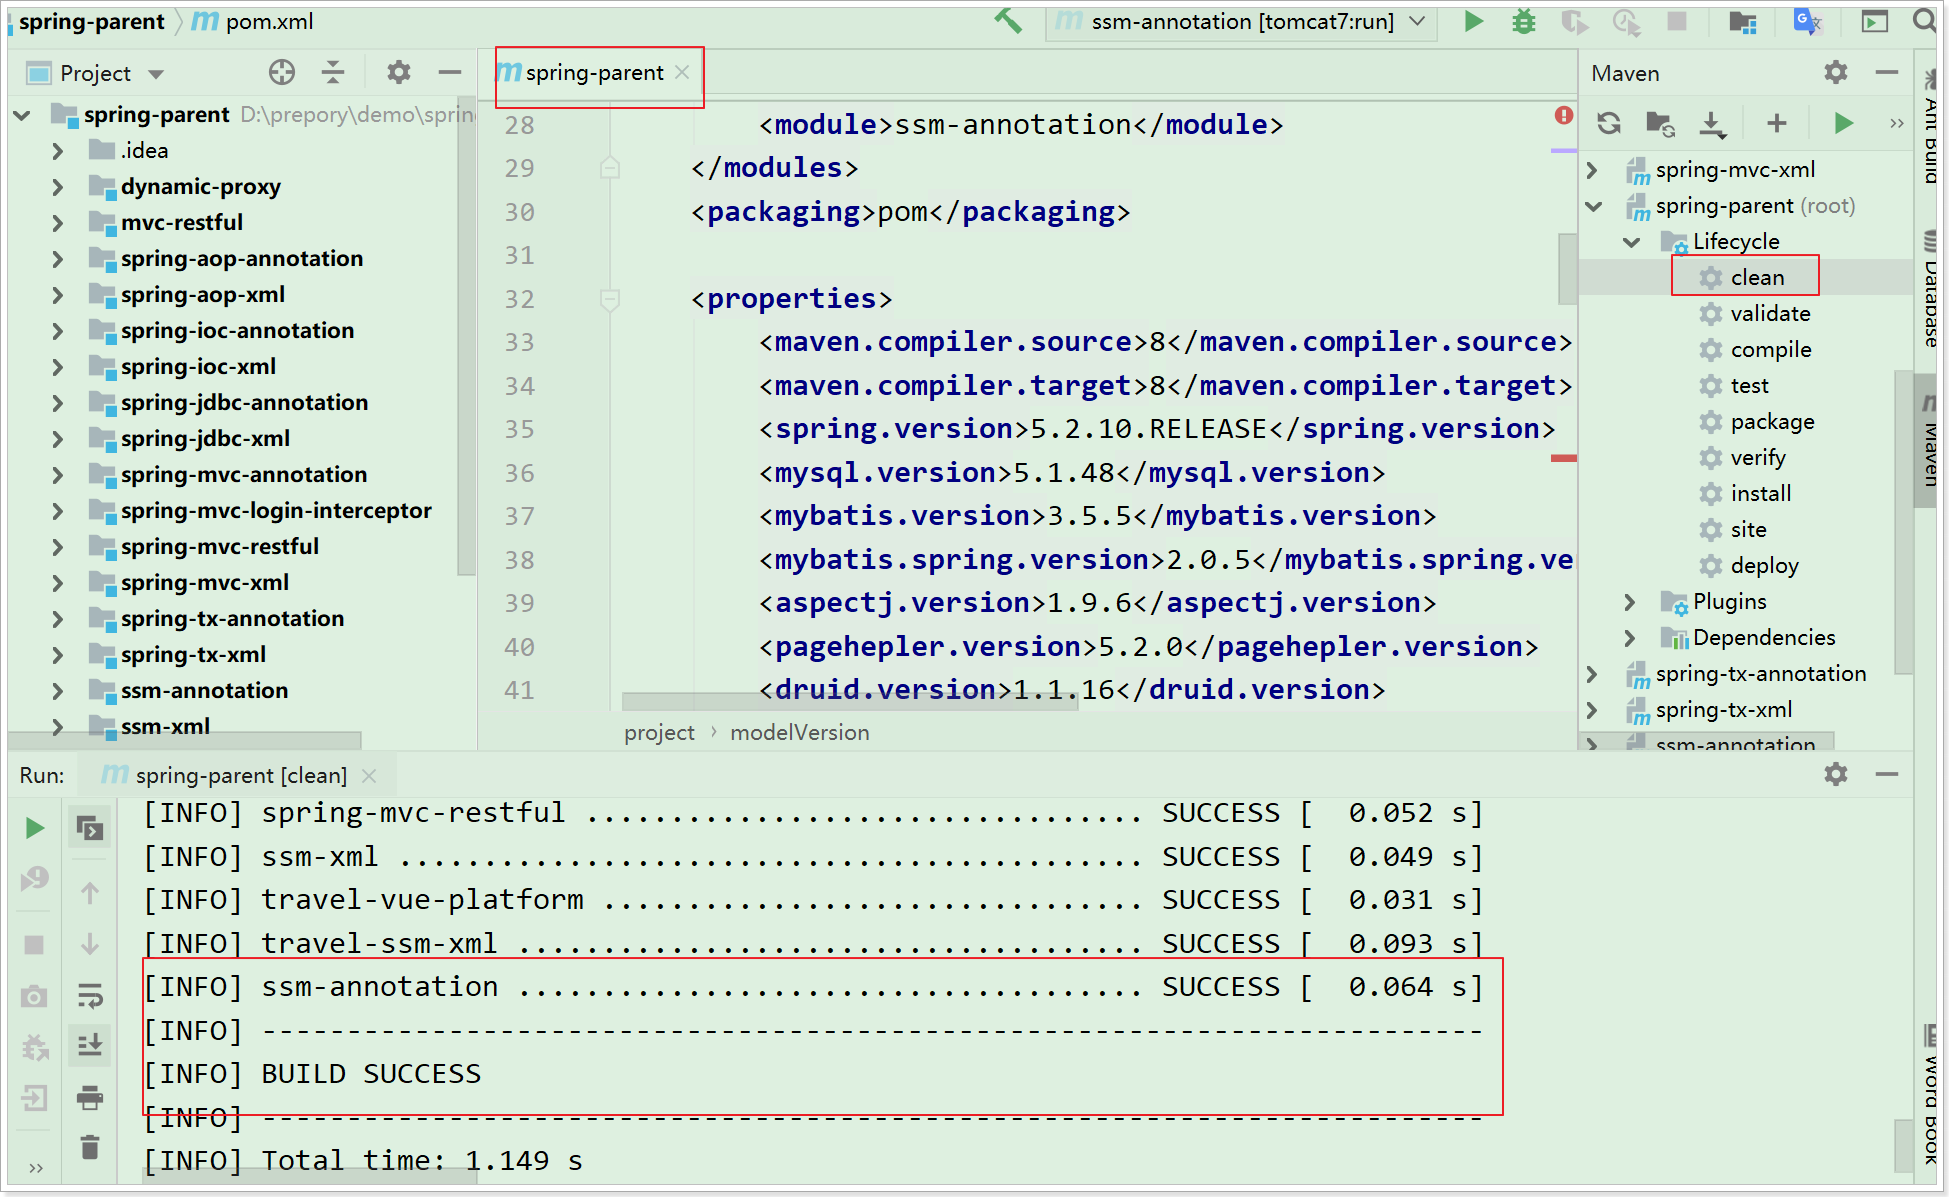 spring-parent
pom.xml
ssm-annotation [tomcat7:run]
Project
spring-parent
Maven
spring-parent D:\prepory\demo\sprin
.idea
dynamic-proxy
mvc-restful
spring-aop-annotation
spring-aop-xml
spring-ioc-annotation
spring-ioc-xml
spring-jdbc-annotation
spring-jdbc-xml
spring-mvc-annotation
spring-mvc-login-interceptor
spring-mvc-restful
spring-mvc-xml
spring-tx-annotation
spring-tx-xml
ssm-annotation
ssm-xml
28 <module>ssm-annotation</module>
29 </modules>
30 <packaging>pom</packaging>
31
32 <properties>
33 <maven.compiler.source>8</maven.compiler.source>
34 <maven.compiler.target>8</maven.compiler.target>
35 <spring.version>5.2.10.RELEASE</spring.version>
36 <mysql.version>5.1.48</mysql.version>
37 <mybatis.version>3.5.5</mybatis.version>
38 <mybatis.spring.version>2.0.5</mybatis.spring.ve
39 <aspectj.version>1.9.6</aspectj.version>
40 <pagehepler.version>5.2.0</pagehepler.version>
41 <druid.version>1.1.16</druid.version>
project › modelVersion
spring-mvc-xml
spring-parent (root)
Lifecycle
clean
validate
compile
test
package
verify
install
site
deploy
Plugins
Dependencies
spring-tx-annotation
spring-tx-xml
ssm-annotation
Ant Build
Database
Maven
Word Book
Run:
spring-parent [clean]
[INFO] spring-mvc-restful ................................. SUCCESS [  0.052 s]
[INFO] ssm-xml ............................................ SUCCESS [  0.049 s]
[INFO] travel-vue-platform ................................ SUCCESS [  0.031 s]
[INFO] travel-ssm-xml ..................................... SUCCESS [  0.093 s]
[INFO] ssm-annotation ..................................... SUCCESS [  0.064 s]
[INFO] ------------------------------------------------------------------------
[INFO] BUILD SUCCESS
[INFO] ------------------------------------------------------------------------
[INFO] Total time: 1.149 s